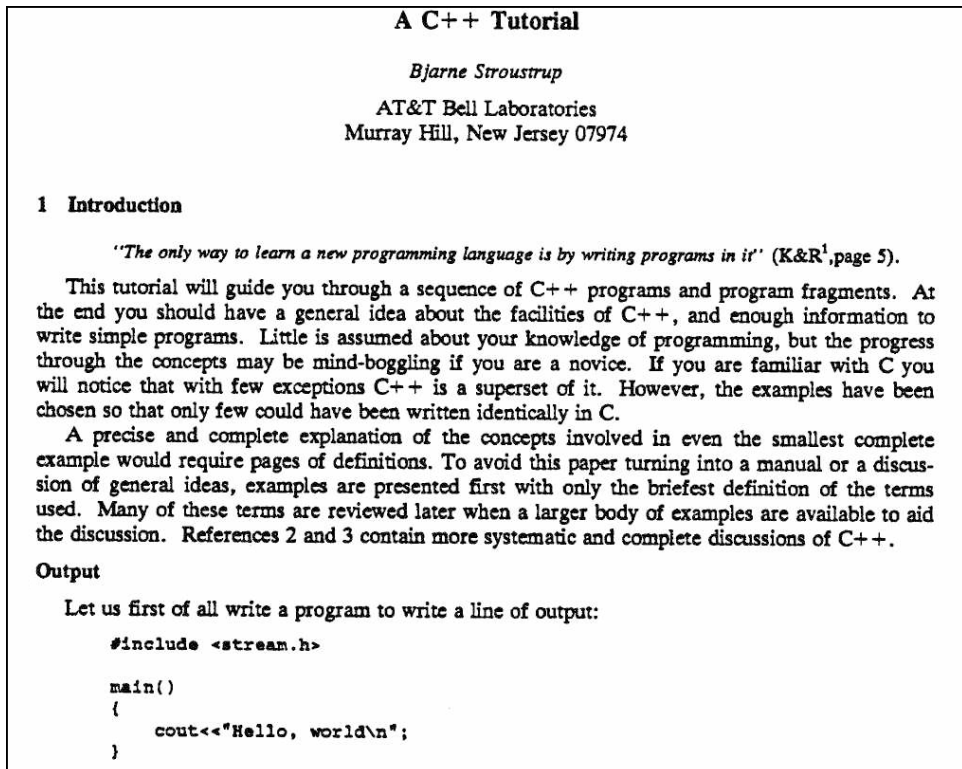 A C++ Tutorial
Bjarne Stroustrup
AT&T Bell Laboratories
Murray Hill, New Jersey 07974
1 Introduction
"The only way to learn a new programming language is by writing programs in it" (K&R¹,page 5).
This tutorial will guide you through a sequence of C++ programs and program fragments. At
the end you should have a general idea about the facilities of C++, and enough information to
write simple programs. Little is assumed about your knowledge of programming, but the progress
through the concepts may be mind-boggling if you are a novice. If you are familiar with C you
will notice that with few exceptions C++ is a superset of it. However, the examples have been
chosen so that only few could have been written identically in C.
A precise and complete explanation of the concepts involved in even the smallest complete
example would require pages of definitions. To avoid this paper turning into a manual or a discus-
sion of general ideas, examples are presented first with only the briefest definition of the terms
used. Many of these terms are reviewed later when a larger body of examples are available to aid
the discussion. References 2 and 3 contain more systematic and complete discussions of C++.
Output
Let us first of all write a program to write a line of output:
#include <stream.h>
main()
{
cout<<"Hello, world\n";
}